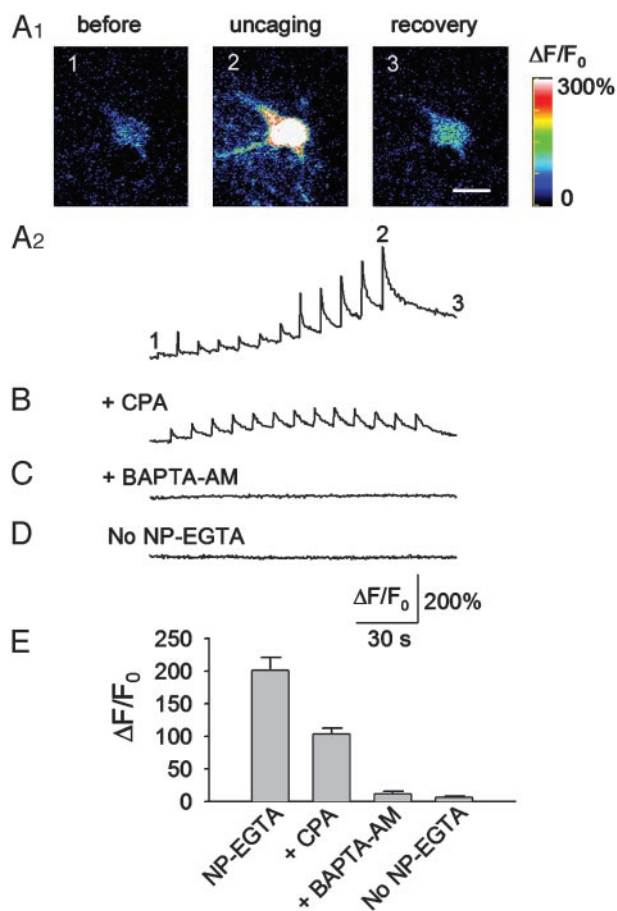 A1 before uncaging recovery
1 2 3
ΔF/F0
300%
0
A2
2
1 3
B + CPA
C + BAPTA-AM
D No NP-EGTA
ΔF/F0 200%
30 s
E
ΔF/F0
250
200
150
100
50
0
NP-EGTA
+ CPA
+ BAPTA-AM
No NP-EGTA